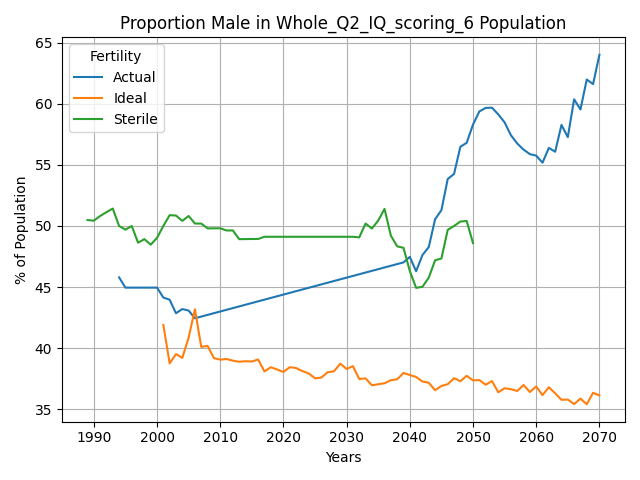 Proportion Male in Whole_Q2_IQ_scoring_6 Population
Fertility
Actual
Ideal
Sterile
% of Population
65
60
55
50
45
40
35
1990 2000 2010 2020 2030 2040 2050 2060 2070
Years